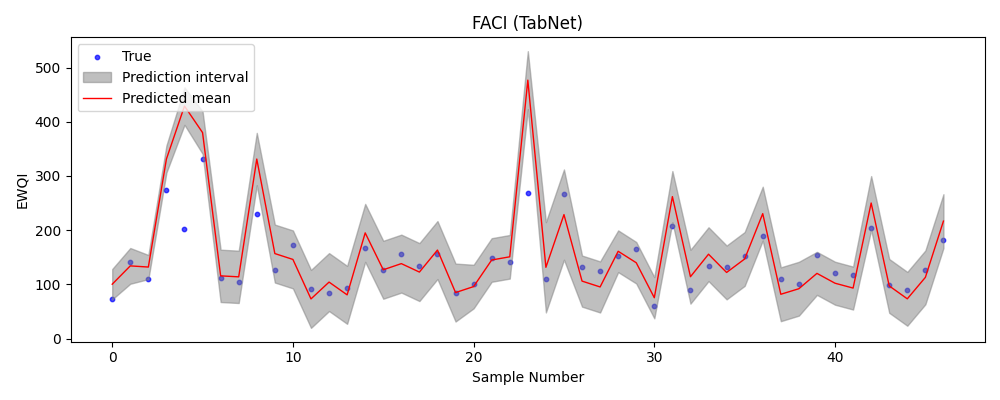 FACI (TabNet)
True
Prediction interval
Predicted mean
EWQI
500
400
300
200
100
0
0 10 20 30 40
Sample Number